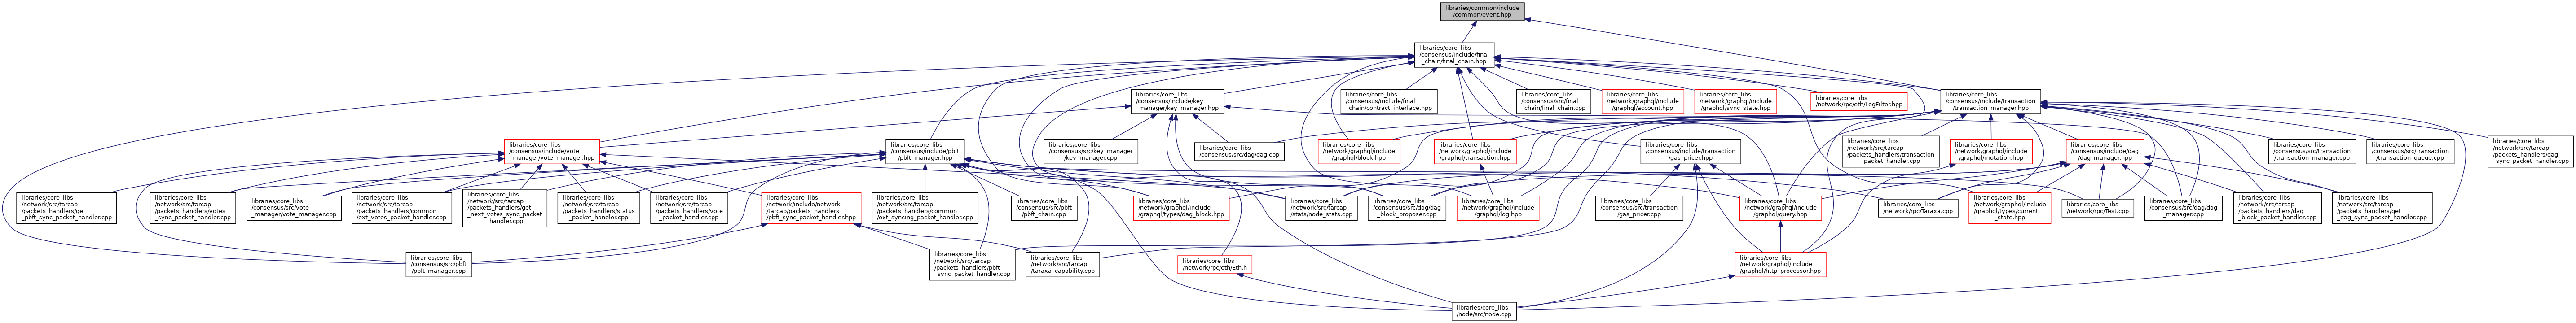 libraries/common/include
/common/event.hpp
libraries/core_libs
/consensus/include/final
_chain/final_chain.hpp
libraries/core_libs
/consensus/include/key
_manager/key_manager.hpp
libraries/core_libs
/consensus/include/final
_chain/contract_interface.hpp
libraries/core_libs
/consensus/src/final
_chain/final_chain.cpp
libraries/core_libs
/network/graphql/include
/graphql/account.hpp
libraries/core_libs
/network/graphql/include
/graphql/sync_state.hpp
libraries/core_libs
/network/rpc/eth/LogFilter.hpp
libraries/core_libs
/consensus/include/transaction
/transaction_manager.hpp
libraries/core_libs
/consensus/include/vote
_manager/vote_manager.hpp
libraries/core_libs
/consensus/include/pbft
/pbft_manager.hpp
libraries/core_libs
/consensus/src/key_manager
/key_manager.cpp
libraries/core_libs
/consensus/src/dag/dag.cpp
libraries/core_libs
/network/graphql/include
/graphql/block.hpp
libraries/core_libs
/network/graphql/include
/graphql/transaction.hpp
libraries/core_libs
/consensus/include/transaction
/gas_pricer.hpp
libraries/core_libs
/network/src/tarcap
/packets_handlers/transaction
_packet_handler.cpp
libraries/core_libs
/network/graphql/include
/graphql/mutation.hpp
libraries/core_libs
/consensus/include/dag
/dag_manager.hpp
libraries/core_libs
/consensus/src/transaction
/transaction_manager.cpp
libraries/core_libs
/consensus/src/transaction
/transaction_queue.cpp
libraries/core_libs
/network/src/tarcap
/packets_handlers/dag
_sync_packet_handler.cpp
libraries/core_libs
/network/src/tarcap
/packets_handlers/get
_pbft_sync_packet_handler.cpp
libraries/core_libs
/network/src/tarcap
/packets_handlers/votes
_sync_packet_handler.cpp
libraries/core_libs
/consensus/src/vote
_manager/vote_manager.cpp
libraries/core_libs
/network/src/tarcap
/packets_handlers/common
/ext_votes_packet_handler.cpp
libraries/core_libs
/network/src/tarcap
/packets_handlers/get
_next_votes_sync_packet
_handler.cpp
libraries/core_libs
/network/src/tarcap
/packets_handlers/status
_packet_handler.cpp
libraries/core_libs
/network/src/tarcap
/packets_handlers/vote
_packet_handler.cpp
libraries/core_libs
/network/include/network
/tarcap/packets_handlers
/pbft_sync_packet_handler.hpp
libraries/core_libs
/network/src/tarcap
/packets_handlers/common
/ext_syncing_packet_handler.cpp
libraries/core_libs
/consensus/src/pbft
/pbft_chain.cpp
libraries/core_libs
/network/graphql/include
/graphql/types/dag_block.hpp
libraries/core_libs
/network/src/tarcap
/stats/node_stats.cpp
libraries/core_libs
/consensus/src/dag/dag
_block_proposer.cpp
libraries/core_libs
/network/graphql/include
/graphql/log.hpp
libraries/core_libs
/consensus/src/transaction
/gas_pricer.cpp
libraries/core_libs
/network/graphql/include
/graphql/query.hpp
libraries/core_libs
/network/rpc/Taraxa.cpp
libraries/core_libs
/network/graphql/include
/graphql/types/current
_state.hpp
libraries/core_libs
/network/rpc/Test.cpp
libraries/core_libs
/consensus/src/dag/dag
_manager.cpp
libraries/core_libs
/network/src/tarcap
/packets_handlers/dag
_block_packet_handler.cpp
libraries/core_libs
/network/src/tarcap
/packets_handlers/get
_dag_sync_packet_handler.cpp
libraries/core_libs
/consensus/src/pbft
/pbft_manager.cpp
libraries/core_libs
/network/src/tarcap
/packets_handlers/pbft
_sync_packet_handler.cpp
libraries/core_libs
/network/src/tarcap
/taraxa_capability.cpp
libraries/core_libs
/network/rpc/eth/Eth.h
libraries/core_libs
/network/graphql/include
/graphql/http_processor.hpp
libraries/core_libs
/node/src/node.cpp